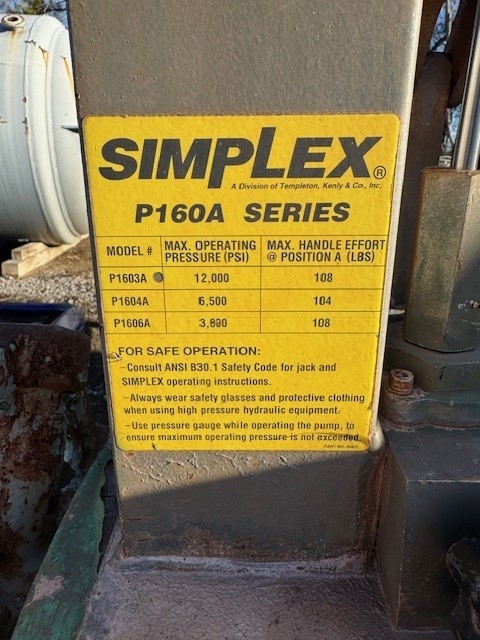 SIMPLEX®
A Division of Templeton, Kenly & Co., Inc.
P160A SERIES
MODEL # MAX. OPERATING PRESSURE (PSI) MAX. HANDLE EFFORT @ POSITION A (LBS)
P1603A 12,000 108
P1604A 6,500 104
P1606A 3,800 108
FOR SAFE OPERATION:
–Consult ANSI B30.1 Safety Code for jack and
SIMPLEX operating instructions.
–Always wear safety glasses and protective clothing
when using high pressure hydraulic equipment.
–Use pressure gauge while operating the pump, to
ensure maximum operating pressure is not exceeded.
PART NO.